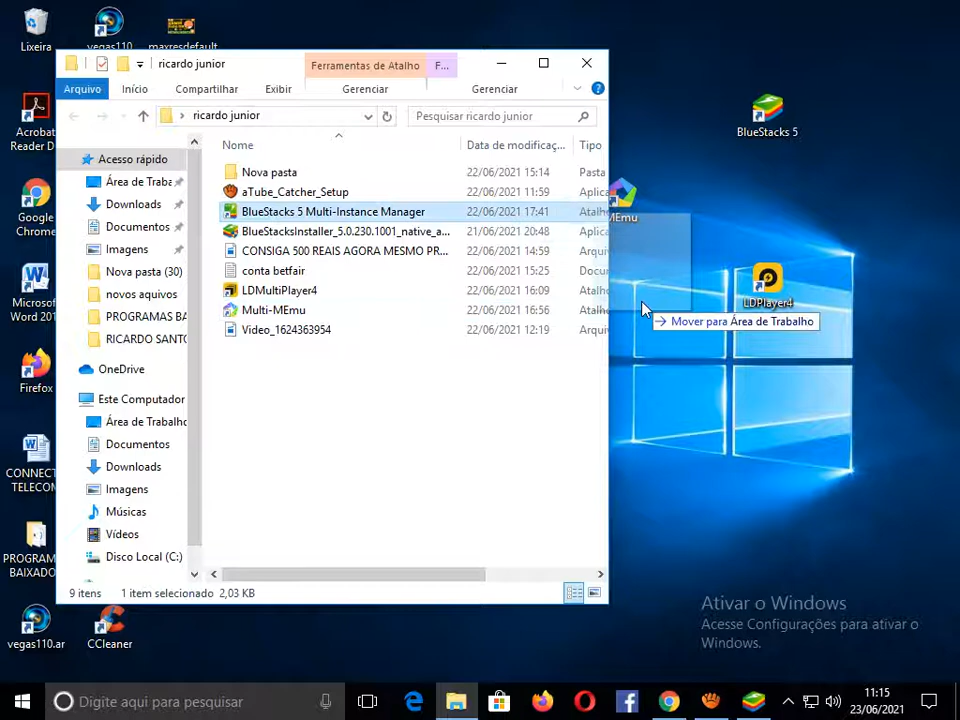 Lixeira
vegas110
maxresdefault
ricardo junior
Ferramentas de Atalho
F...
Arquivo
Início
Compartilhar
Exibir
Gerenciar
Gerenciar
ricardo junior
Pesquisar ricardo junior
Nome
Data de modificaç...
Tipo
Nova pasta
22/06/2021 15:14
Pasta
aTube_Catcher_Setup
22/06/2021 11:59
Aplica
BlueStacks 5 Multi-Instance Manager
22/06/2021 17:41
Atalh
BlueStacksInstaller_5.0.230.1001_native_a...
21/06/2021 20:48
Aplica
CONSIGA 500 REAIS AGORA MESMO PR...
22/06/2021 14:59
Arqui
conta betfair
22/06/2021 15:25
Docu
LDMultiPlayer4
22/06/2021 16:09
Atalh
Multi-MEmu
22/06/2021 16:56
Atalh
Video_1624363954
22/06/2021 12:19
Arqui
Acesso rápido
Área de Traba
Downloads
Documentos
Imagens
Nova pasta (30)
novos aquivos
PROGRAMAS BA
RICARDO SANTO
OneDrive
Este Computador
Área de Trabalho
Documentos
Downloads
Imagens
Músicas
Vídeos
Disco Local (C:)
9 itens
1 item selecionado
2,03 KB
Acrobat
Reader D
Google
Chrome
Microso
Word 201
Firefox
CONNECT
TELECOM
PROGRAM
BAIXADO
vegas110.ar
CCleaner
BlueStacks 5
MEmu
LDPlayer4
Mover para Área de Trabalho
Ativar o Windows
Acesse Configurações para ativar o
Windows.
Digite aqui para pesquisar
11:15
23/06/2021